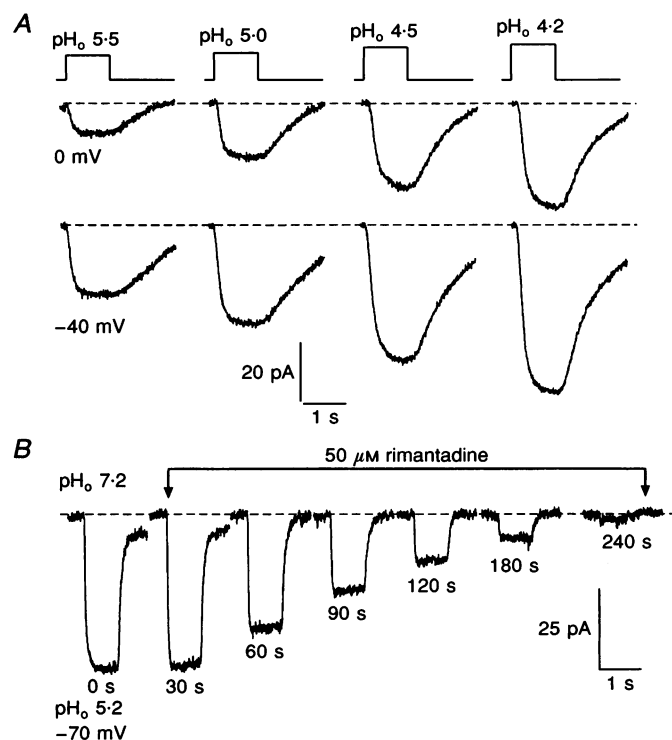 A
pHo 5·5 pHo 5·0 pHo 4·5 pHo 4·2
0 mV
−40 mV
20 pA
1 s
B
50 μM rimantadine
pHo 7·2
0 s 30 s 60 s 90 s 120 s 180 s 240 s
25 pA
1 s
pHo 5·2
−70 mV